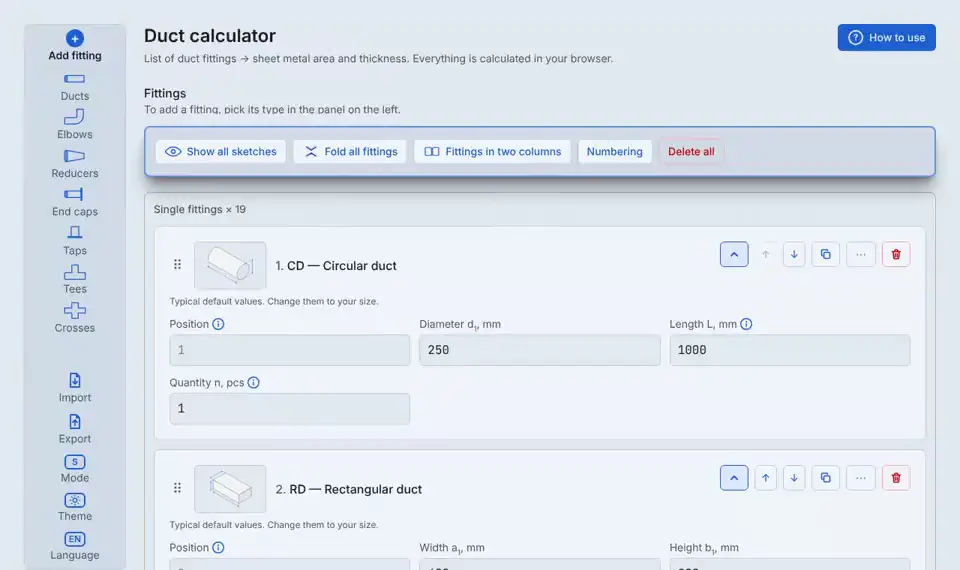 Add fitting
Ducts
Elbows
Reducers
End caps
Taps
Tees
Crosses
Import
Export
S
Mode
Theme
EN
Language
Duct calculator
How to use
List of duct fittings → sheet metal area and thickness. Everything is calculated in your browser.
Fittings
To add a fitting, pick its type in the panel on the left.
Show all sketches
Fold all fittings
Fittings in two columns
Numbering
Delete all
Single fittings × 19
1. CD — Circular duct
Typical default values. Change them to your size.
Position
Diameter d₁, mm
Length L, mm
1
250
1000
Quantity n, pcs
1
2. RD — Rectangular duct
Typical default values. Change them to your size.
Position
Width a₁, mm
Height b₁, mm